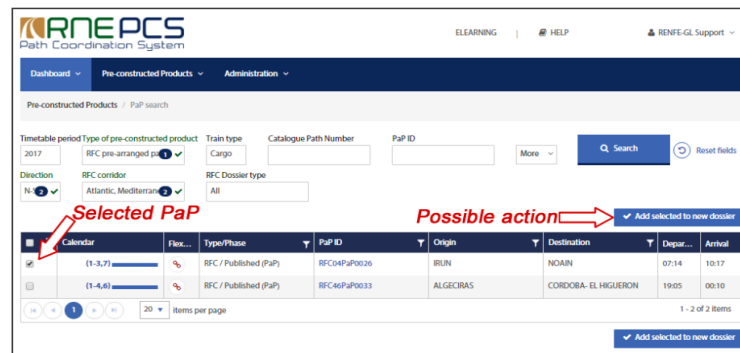 RNE PCS
Path Coordination System
ELEARNING | HELP RENFE-GL Support
Dashboard Pre-constructed Products Administration
Pre-constructed Products / PaP search
Timetable period Type of pre-constructed product Train type Catalogue Path Number PaP ID
2017 RFC pre-arranged pa 1 Cargo More Search Reset fields
Direction RFC corridor RFC Dossier type
N-S 2 Atlantic, Mediterran 2 All
Selected PaP Possible action
Add selected to new dossier
Calendar Flex... Type/Phase PaP ID Origin Destination Depar... Arrival
(1-3,7) RFC / Published (PaP) RFC04PaP0026 IRUN NOAIN 07:14 10:17
(1-4,6) RFC / Published (PaP) RFC46PaP0033 ALGECIRAS CORDOBA- EL HIGUERON 19:05 00:10
1 20 items per page 1 - 2 of 2 items
Add selected to new dossier